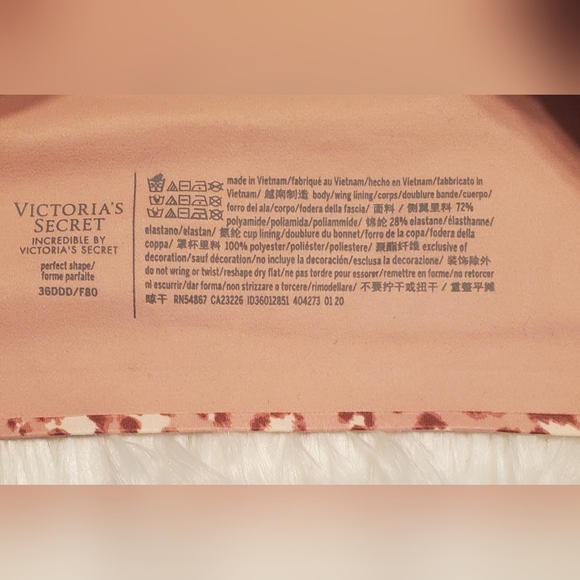 VICTORIA'S
SECRET
INCREDIBLE BY
VICTORIA'S SECRET
perfect shape/
forme parfaite
36DDD/F80
made in Vietnam/fabriqué au Vietnam/hecho en Vietnam/fabbricato in
Vietnam/ 越南制造 body/wing lining/corps/doublure bande/cuerpo/
forro del ala/corpo/fodera della fascia/ 面料 / 侧翼里料 72%
polyamide/poliamida/poliammide/ 锦纶 28% elastane/élasthanne/
elastano/elastan/ 氨纶 cup lining/doublure du bonnet/forro de la copa/fodera della
coppa/ 罩杯里料 100% polyester/poliéster/poliestere/ 聚酯纤维 exclusive of
decoration/sauf décoration/no incluye la decoración/esclusa la decorazione/ 装饰除外
do not wring or twist/reshape dry flat/ne pas tordre pour essorer/remettre en forme/no retorcer
ni escurrir/dar forma/non strizzare o torcere/rimodellare/ 不要拧干或扭干 / 重整平摊
晾干 RN54867 CA23226 ID36012851 404273 01 20